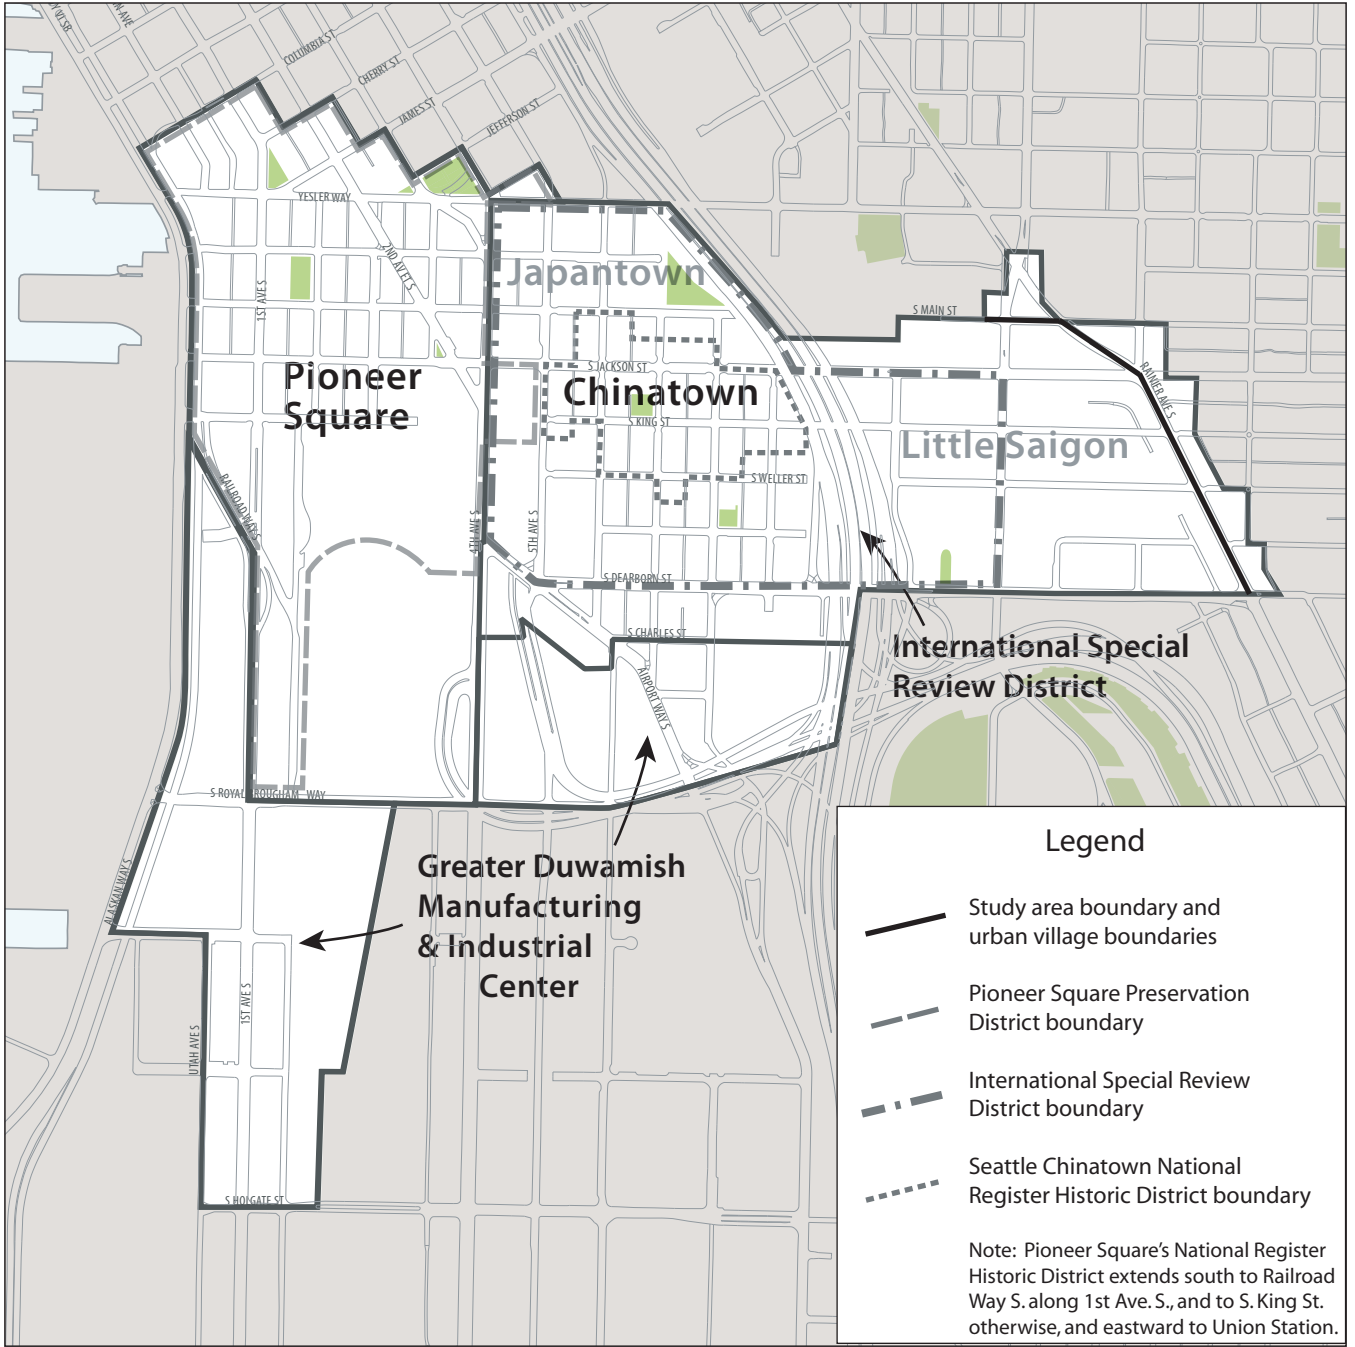 COLUMBIA ST
CHERRY ST
JAMES ST
JEFFERSON ST
YESLER WAY
2ND AV ET S
1ST AVE S
Japantown
S MAIN ST
RAINIER AVE S
Pioneer
Square
S JACKSON ST
Chinatown
S KING ST
Little Saigon
S WELLER ST
RAILROAD WAY S
4TH AVE S
5TH AVE S
S DEARBORN ST
S CHARLES ST
International Special
Review District
AIRPORT WAY S
S ROYAL BROUGHAM WAY
ALASKAN WAY S
Greater Duwamish
Manufacturing
& Industrial
Center
1ST AVE S
UTAH AVE S
S HOLGATE ST
Legend
Study area boundary and
urban village boundaries
Pioneer Square Preservation
District boundary
International Special Review
District boundary
Seattle Chinatown National
Register Historic District boundary
Note: Pioneer Square's National Register
Historic District extends south to Railroad
Way S. along 1st Ave. S., and to S. King St.
otherwise, and eastward to Union Station.